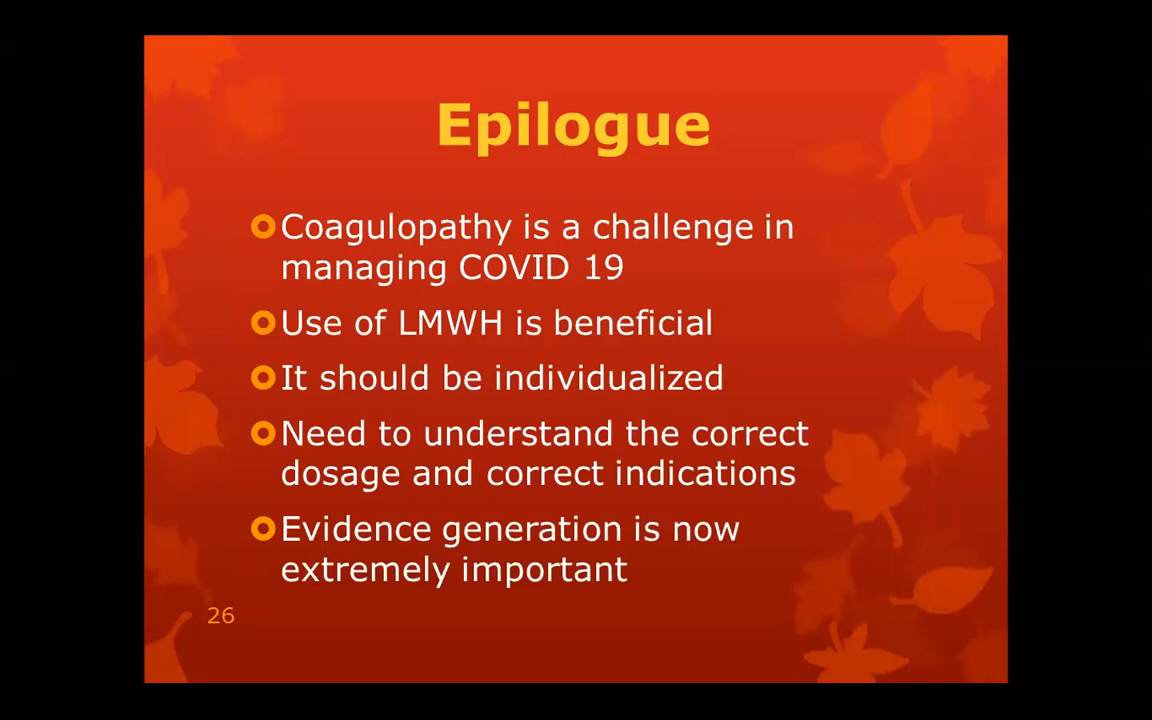 Epilogue
Coagulopathy is a challenge in
managing COVID 19
Use of LMWH is beneficial
It should be individualized
Need to understand the correct
dosage and correct indications
Evidence generation is now
extremely important
26